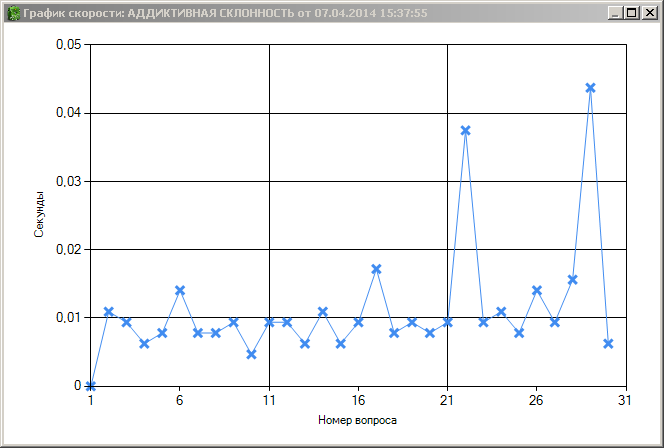 График скорости: АДДИКТИВНАЯ СКЛОННОСТЬ от 07.04.2014 15:37:55
0,05
0,04
0,03
0,02
0,01
0
Секунды
1 6 11 16 21 26 31
Номер вопроса